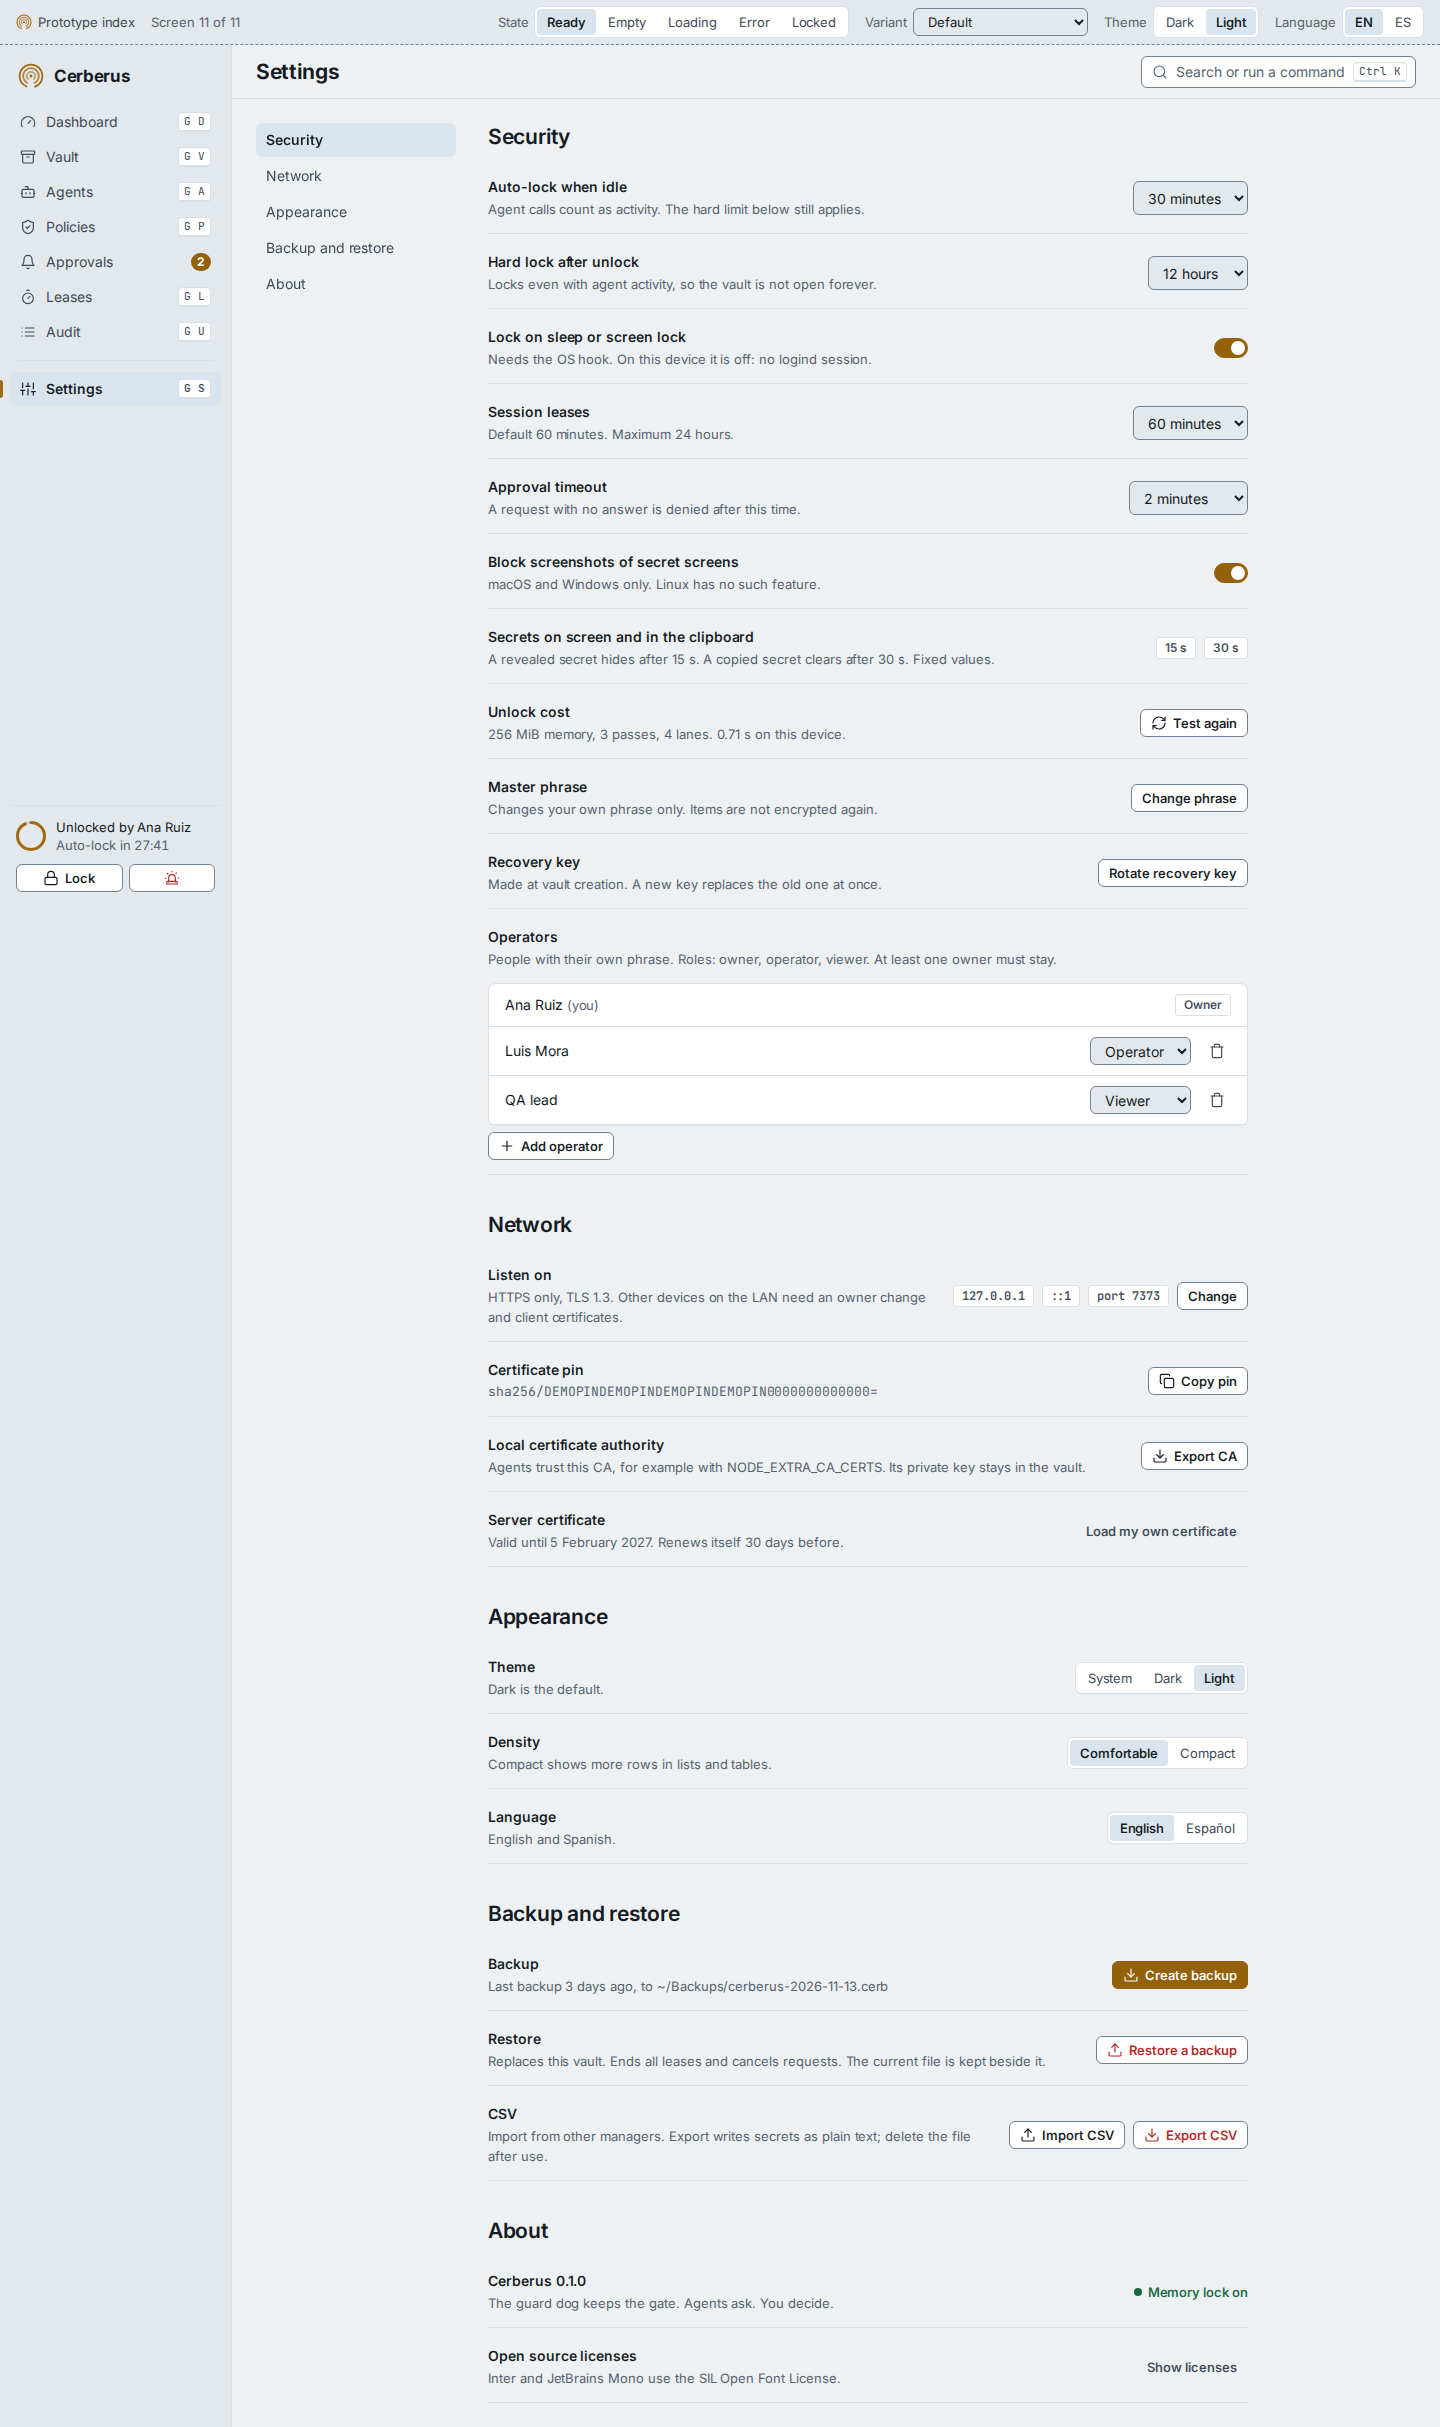 Prototype index
Screen 11 of 11
State
Ready
Empty
Loading
Error
Locked
Variant
Default
Theme
Dark
Light
Language
EN
ES
Cerberus
Dashboard
G D
Vault
G V
Agents
G A
Policies
G P
Approvals
2
Leases
G L
Audit
G U
Settings
G S
Unlocked by Ana Ruiz
Auto-lock in 27:41
Lock
Settings
Search or run a command
Ctrl K
Security
Network
Appearance
Backup and restore
About
Security
Auto-lock when idle
Agent calls count as activity. The hard limit below still applies.
30 minutes
Hard lock after unlock
Locks even with agent activity, so the vault is not open forever.
12 hours
Lock on sleep or screen lock
Needs the OS hook. On this device it is off: no logind session.
Session leases
Default 60 minutes. Maximum 24 hours.
60 minutes
Approval timeout
A request with no answer is denied after this time.
2 minutes
Block screenshots of secret screens
macOS and Windows only. Linux has no such feature.
Secrets on screen and in the clipboard
A revealed secret hides after 15 s. A copied secret clears after 30 s. Fixed values.
15 s
30 s
Unlock cost
256 MiB memory, 3 passes, 4 lanes. 0.71 s on this device.
Test again
Master phrase
Changes your own phrase only. Items are not encrypted again.
Change phrase
Recovery key
Made at vault creation. A new key replaces the old one at once.
Rotate recovery key
Operators
People with their own phrase. Roles: owner, operator, viewer. At least one owner must stay.
Ana Ruiz (you)
Owner
Luis Mora
Operator
QA lead
Viewer
Add operator
Network
Listen on
HTTPS only, TLS 1.3. Other devices on the LAN need an owner change
and client certificates.
127.0.0.1
::1
port 7373
Change
Certificate pin
sha256/DEMOPINDEMOPINDEMOPINDEMOPIN0000000000000=
Copy pin
Local certificate authority
Agents trust this CA, for example with NODE_EXTRA_CA_CERTS. Its private key stays in the vault.
Export CA
Server certificate
Valid until 5 February 2027. Renews itself 30 days before.
Load my own certificate
Appearance
Theme
Dark is the default.
System
Dark
Light
Density
Compact shows more rows in lists and tables.
Comfortable
Compact
Language
English and Spanish.
English
Español
Backup and restore
Backup
Last backup 3 days ago, to ~/Backups/cerberus-2026-11-13.cerb
Create backup
Restore
Replaces this vault. Ends all leases and cancels requests. The current file is kept beside it.
Restore a backup
CSV
Import from other managers. Export writes secrets as plain text; delete the file
after use.
Import CSV
Export CSV
About
Cerberus 0.1.0
The guard dog keeps the gate. Agents ask. You decide.
Memory lock on
Open source licenses
Inter and JetBrains Mono use the SIL Open Font License.
Show licenses